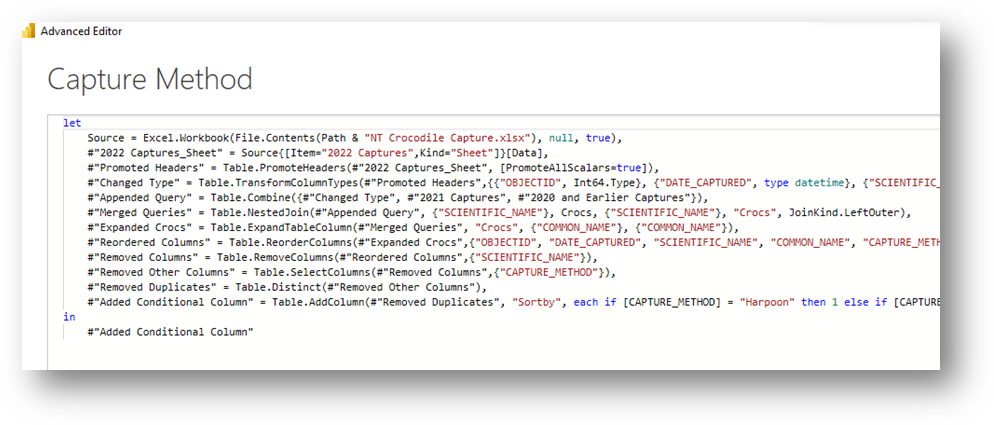 Advanced Editor
Capture Method
let
Source = Excel.Workbook(File.Contents(Path & "NT Crocodile Capture.xlsx"), null, true),
#"2022 Captures_Sheet" = Source{[Item="2022 Captures",Kind="Sheet"]}[Data],
#"Promoted Headers" = Table.PromoteHeaders(#"2022 Captures_Sheet", [PromoteAllScalars=true]),
#"Changed Type" = Table.TransformColumnTypes(#"Promoted Headers",{{"OBJECTID", Int64.Type}, {"DATE_CAPTURED", type datetime}, {"SCIENTIFIC_
#"Appended Query" = Table.Combine({#"Changed Type", #"2021 Captures", #"2020 and Earlier Captures"}),
#"Merged Queries" = Table.NestedJoin(#"Appended Query", {"SCIENTIFIC_NAME"}, Crocs, {"SCIENTIFIC_NAME"}, "Crocs", JoinKind.LeftOuter),
#"Expanded Crocs" = Table.ExpandTableColumn(#"Merged Queries", "Crocs", {"COMMON_NAME"}, {"COMMON_NAME"}),
#"Reordered Columns" = Table.ReorderColumns(#"Expanded Crocs",{"OBJECTID", "DATE_CAPTURED", "SCIENTIFIC_NAME", "COMMON_NAME", "CAPTURE_METH
#"Removed Columns" = Table.RemoveColumns(#"Reordered Columns",{"SCIENTIFIC_NAME"}),
#"Removed Other Columns" = Table.SelectColumns(#"Removed Columns",{"CAPTURE_METHOD"}),
#"Removed Duplicates" = Table.Distinct(#"Removed Other Columns"),
#"Added Conditional Column" = Table.AddColumn(#"Removed Duplicates", "Sortby", each if [CAPTURE_METHOD] = "Harpoon" then 1 else if [CAPTURE
in
#"Added Conditional Column"